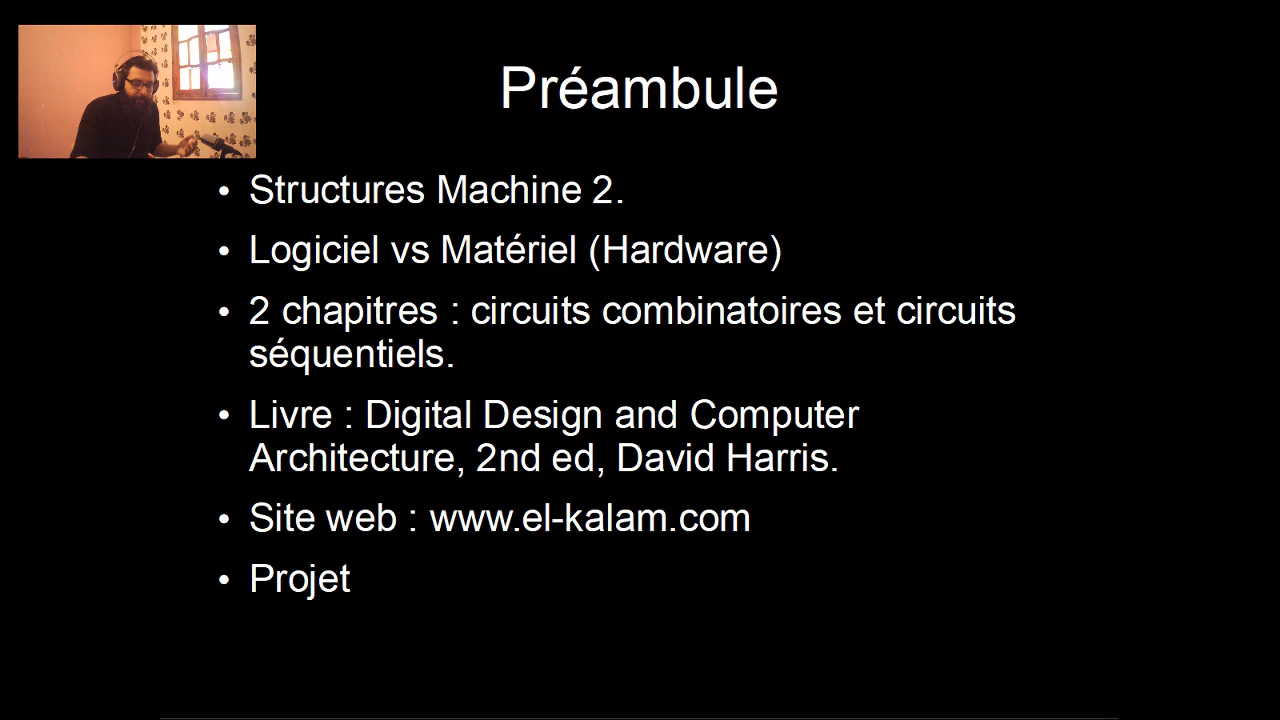 Préambule
• Structures Machine 2.
• Logiciel vs Matériel (Hardware)
• 2 chapitres : circuits combinatoires et circuits
séquentiels.
• Livre : Digital Design and Computer
Architecture, 2nd ed, David Harris.
• Site web : www.el-kalam.com
• Projet